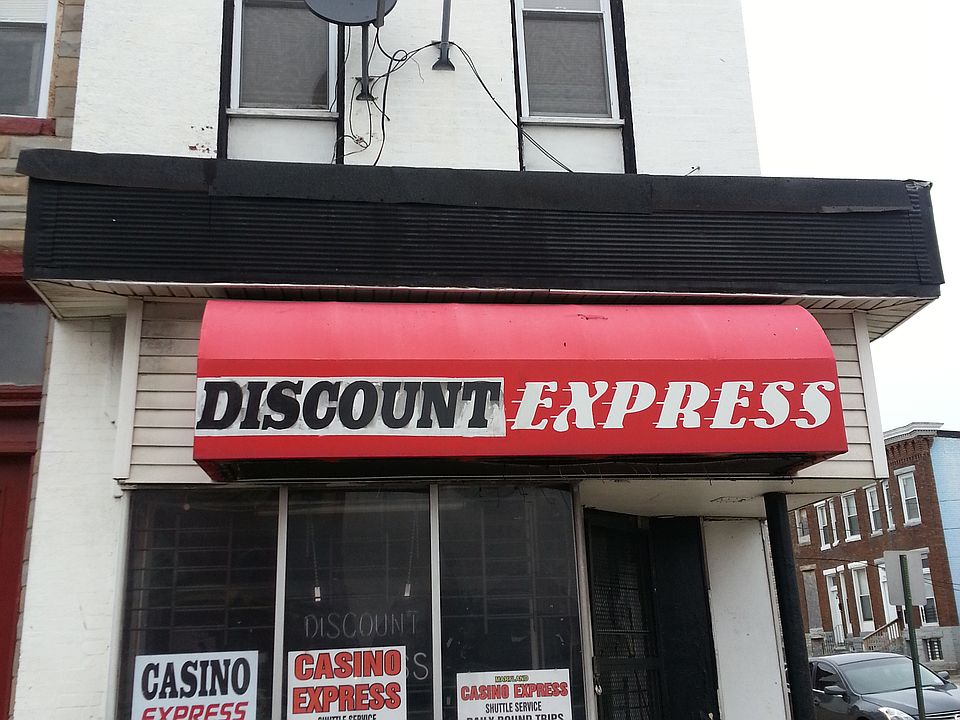 DISCOUNT EXPRESS
DISCOUNT
CASINO
EXPRESS
CASINO
EXPRESS
SHUTTLE SERVICE
MARYLAND
CASINO EXPRESS
SHUTTLE SERVICE
DAILY ROUND TRIPS